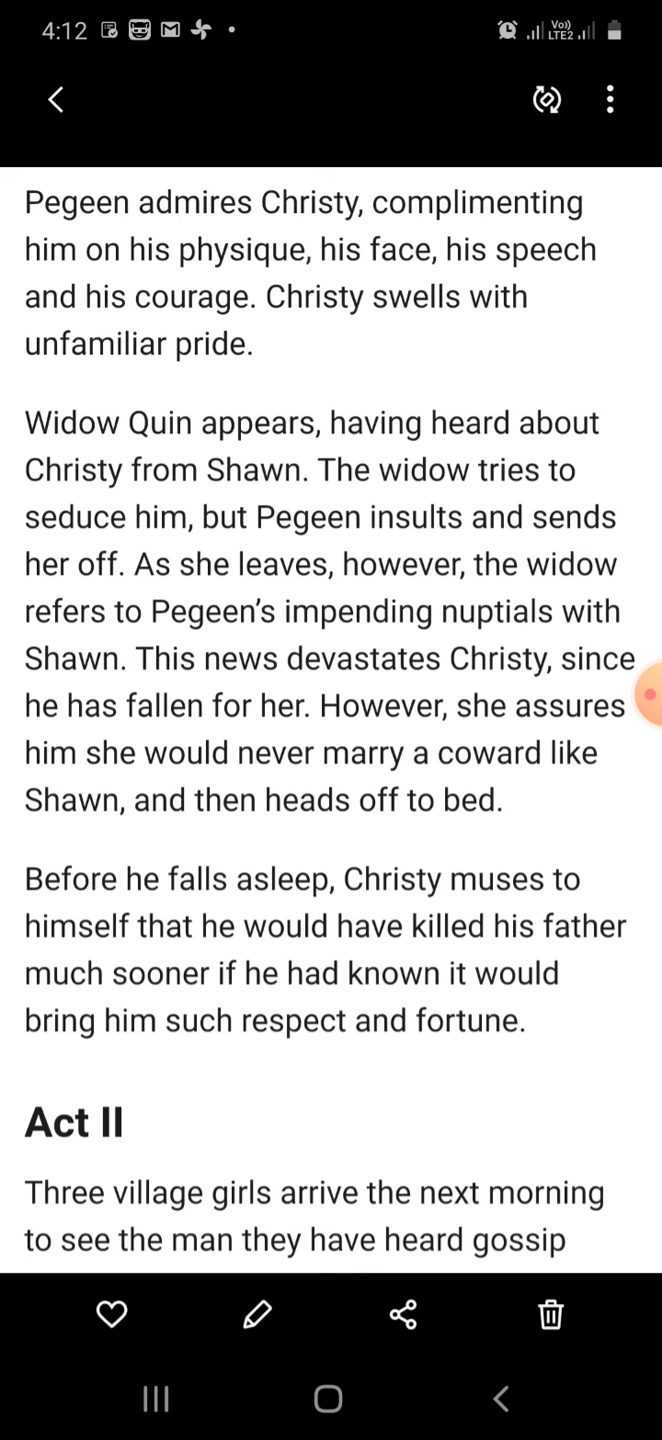 4:12
Vo))
LTE2
Pegeen admires Christy, complimenting
him on his physique, his face, his speech
and his courage. Christy swells with
unfamiliar pride.
Widow Quin appears, having heard about
Christy from Shawn. The widow tries to
seduce him, but Pegeen insults and sends
her off. As she leaves, however, the widow
refers to Pegeen’s impending nuptials with
Shawn. This news devastates Christy, since
he has fallen for her. However, she assures
him she would never marry a coward like
Shawn, and then heads off to bed.
Before he falls asleep, Christy muses to
himself that he would have killed his father
much sooner if he had known it would
bring him such respect and fortune.
Act II
Three village girls arrive the next morning
to see the man they have heard gossip